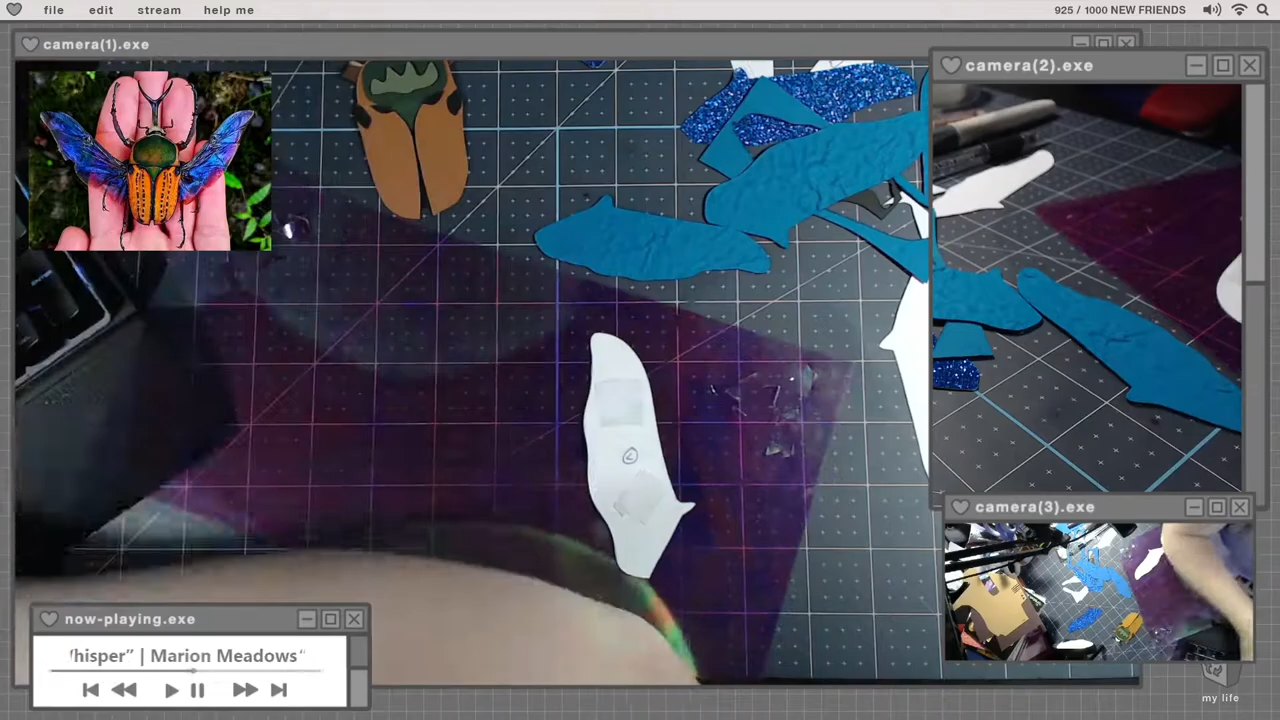 file edit stream help me 925 / 1000 NEW FRIENDS
camera(1).exe
camera(2).exe
camera(3).exe
now-playing.exe
hisper” | Marion Meadows“
my life